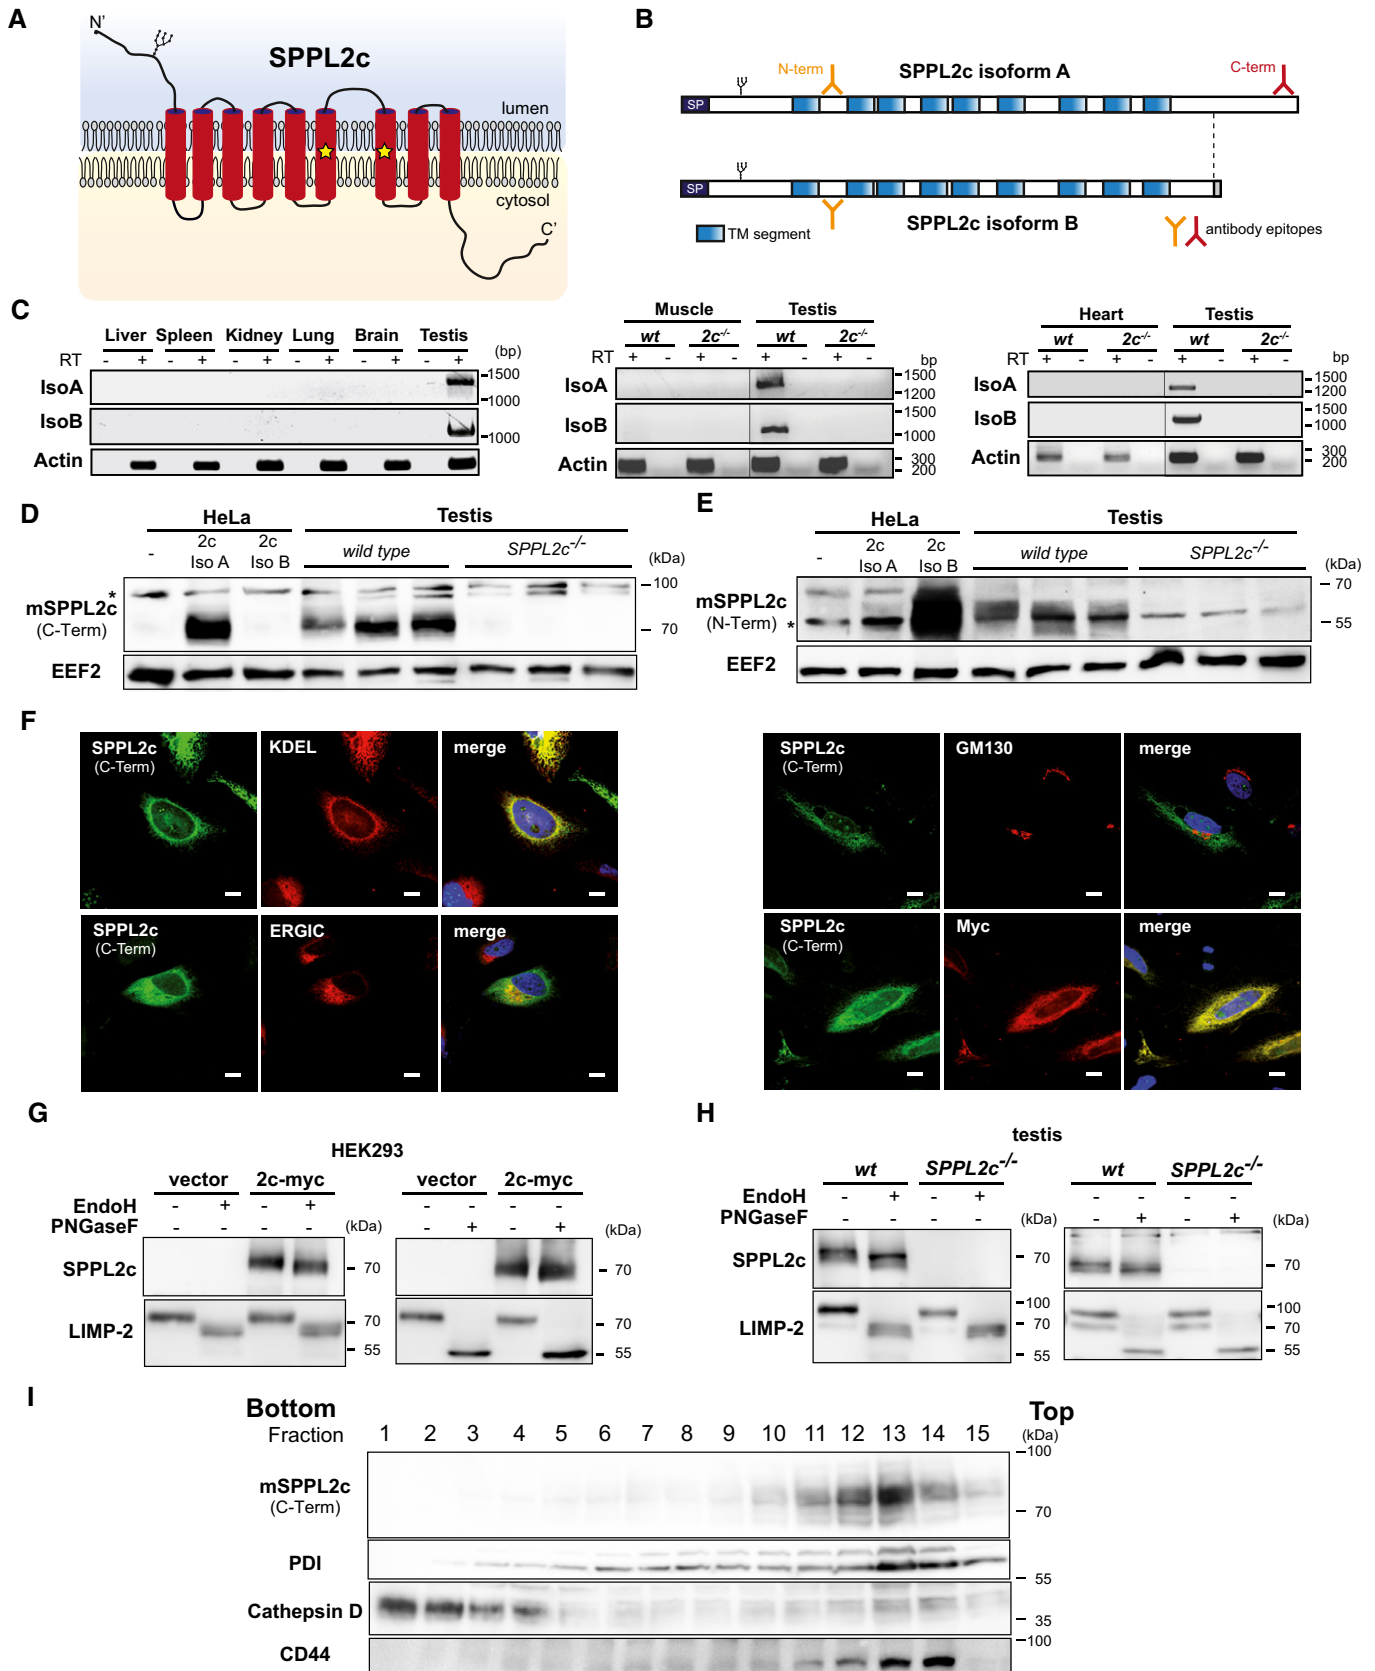 A
N'
SPPL2c
lumen
cytosol
C'
B
N-term
SPPL2c isoform A
C-term
SP
SP
SPPL2c isoform B
TM segment
antibody epitopes
C
Liver Spleen Kidney Lung Brain Testis
RT - + - + - + - + - + - + (bp)
IsoA
1500
1000
IsoB
1000
Actin
Muscle Testis
wt 2c-/- wt 2c-/-
RT + - + - + - + - bp
IsoA
1500
1200
IsoB
1500
1000
Actin
300
200
Heart Testis
wt 2c-/- wt 2c-/-
RT + - + - + - + - bp
IsoA
1500
1200
IsoB
1500
1000
Actin
300
200
D
HeLa Testis
- 2c Iso A 2c Iso B wild type SPPL2c-/- (kDa)
mSPPL2c
(C-Term)
*
100
70
EEF2
E
HeLa Testis
- 2c Iso A 2c Iso B wild type SPPL2c-/- (kDa)
mSPPL2c
(N-Term)
*
70
55
EEF2
F
SPPL2c
(C-Term)
KDEL
merge
SPPL2c
(C-Term)
GM130
merge
SPPL2c
(C-Term)
ERGIC
merge
SPPL2c
(C-Term)
Myc
merge
G
HEK293
vector 2c-myc vector 2c-myc
EndoH - + - + - - - -
PNGaseF - - - - (kDa) - + - + (kDa)
SPPL2c
70
70
LIMP-2
70
55
70
55
H
testis
wt SPPL2c-/- wt SPPL2c-/-
EndoH - + - + - - - -
PNGaseF - - - - (kDa) - + - + (kDa)
SPPL2c
70
70
LIMP-2
100
70
55
100
70
55
I
Bottom Top
Fraction 1 2 3 4 5 6 7 8 9 10 11 12 13 14 15 (kDa)
mSPPL2c
(C-Term)
100
70
PDI
55
Cathepsin D
35
CD44
100